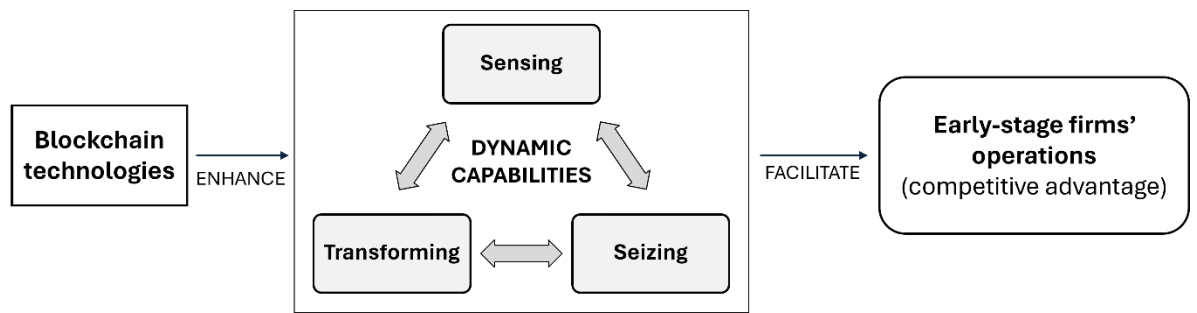 Blockchain
technologies
ENHANCE
Sensing
DYNAMIC
CAPABILITIES
Transforming
Seizing
FACILITATE
Early-stage firms’
operations
(competitive advantage)